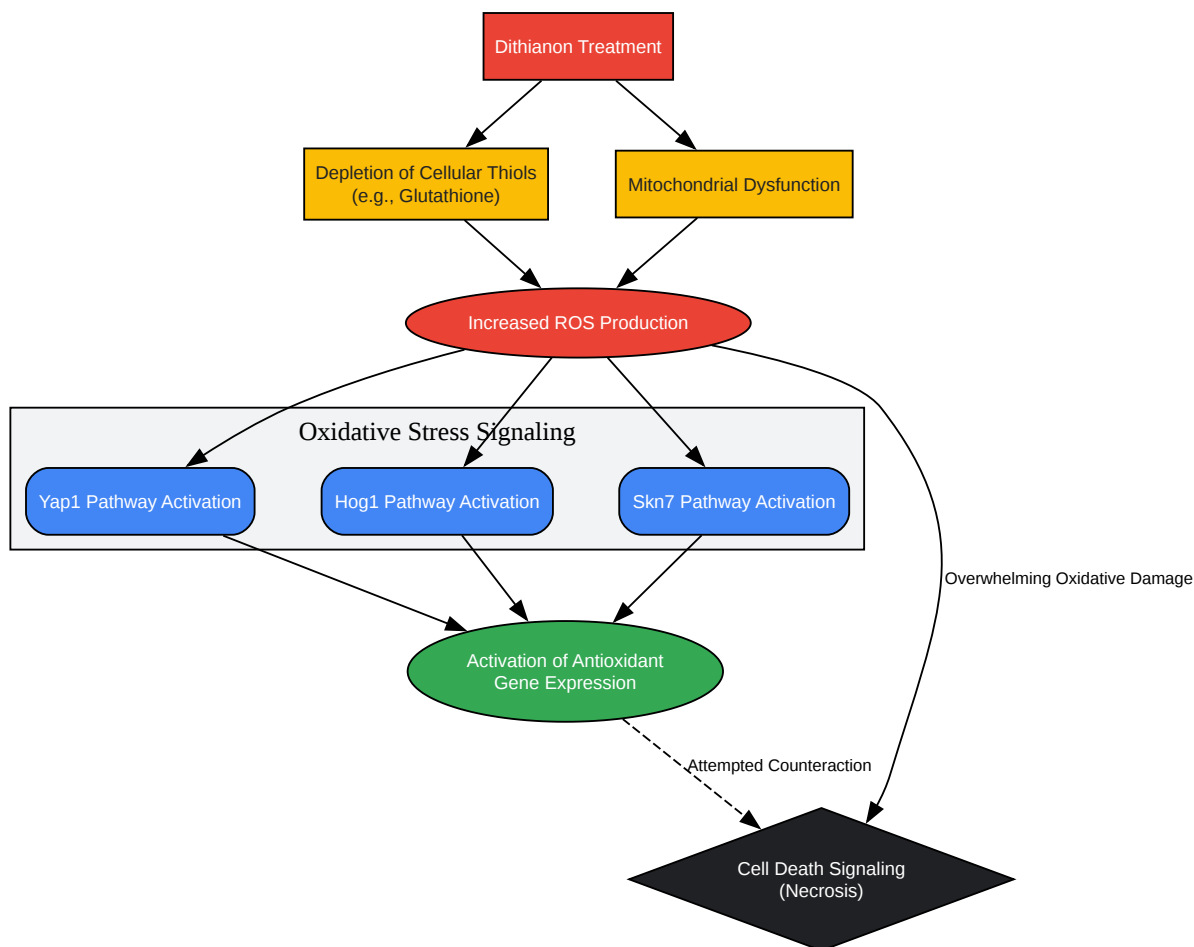 Dithianon Treatment
Depletion of Cellular Thiols
(e.g., Glutathione)
Mitochondrial Dysfunction
Increased ROS Production
Oxidative Stress Signaling
Yap1 Pathway Activation
Hog1 Pathway Activation
Skn7 Pathway Activation
Overwhelming Oxidative Damage
Activation of Antioxidant
Gene Expression
Attempted Counteraction
Cell Death Signaling
(Necrosis)